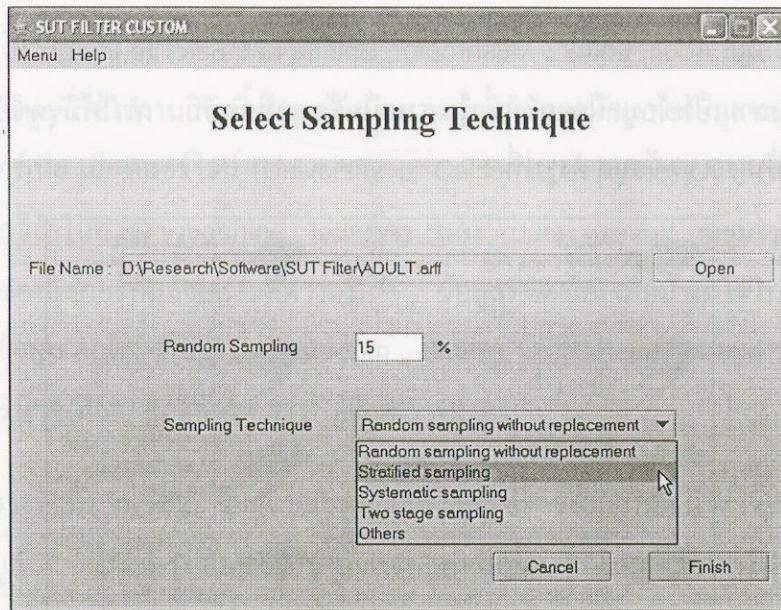 SUT FILTER CUSTOM
Menu Help
Select Sampling Technique
File Name : D:\Research\Software\SUT Filter\ADULT.arff
Open
Random Sampling
15
%
Sampling Technique
Random sampling without replacement
Random sampling without replacement
Stratified sampling
Systematic sampling
Two stage sampling
Others
Cancel
Finish